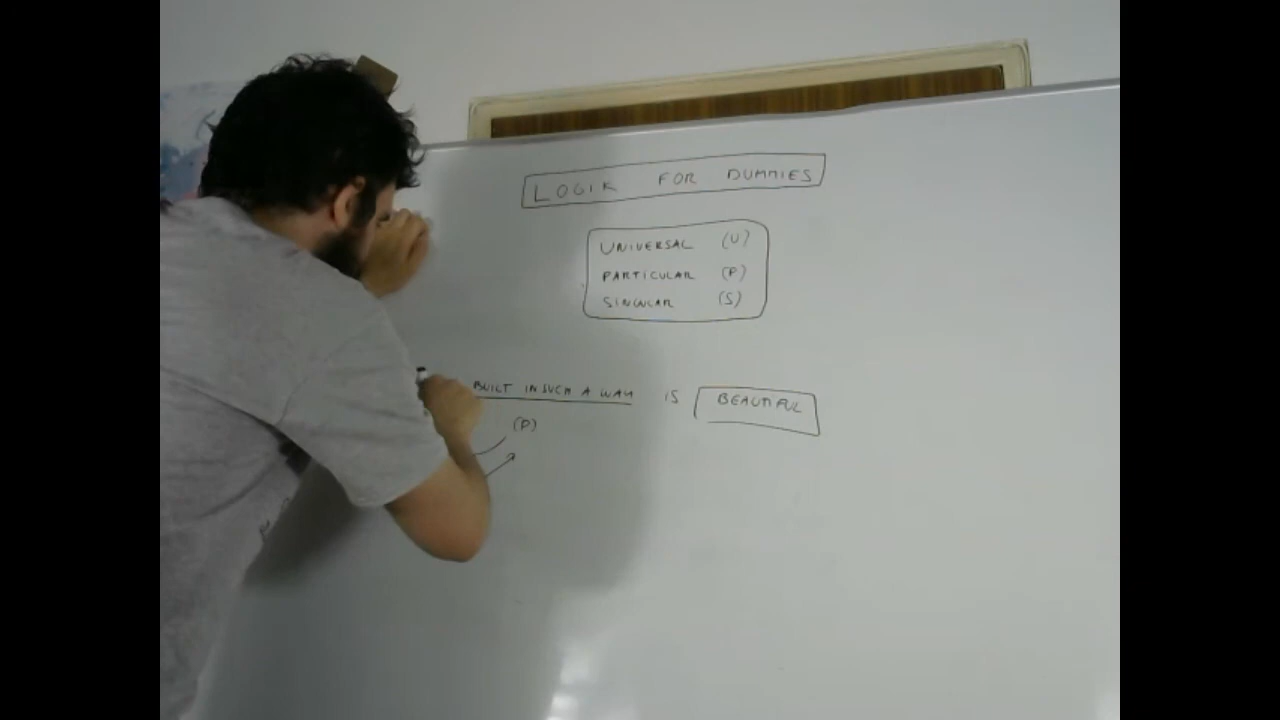 LOGIK FOR DUMMIES
UNIVERSAL (U)
PARTICULAR (P)
SINGULAR (S)
BUILT IN SUCH A WAY IS BEAUTIFUL
(P)